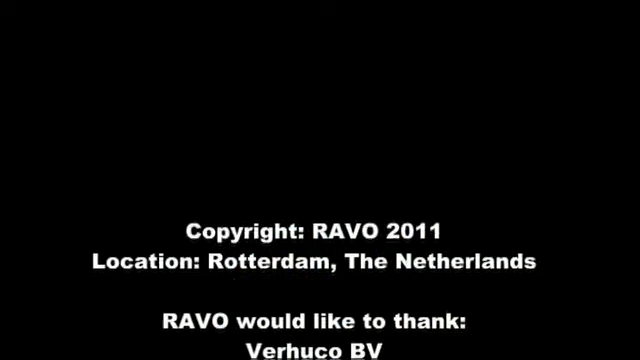 Copyright: RAVO 2011
Location: Rotterdam, The Netherlands
RAVO would like to thank:
Verhuco BV